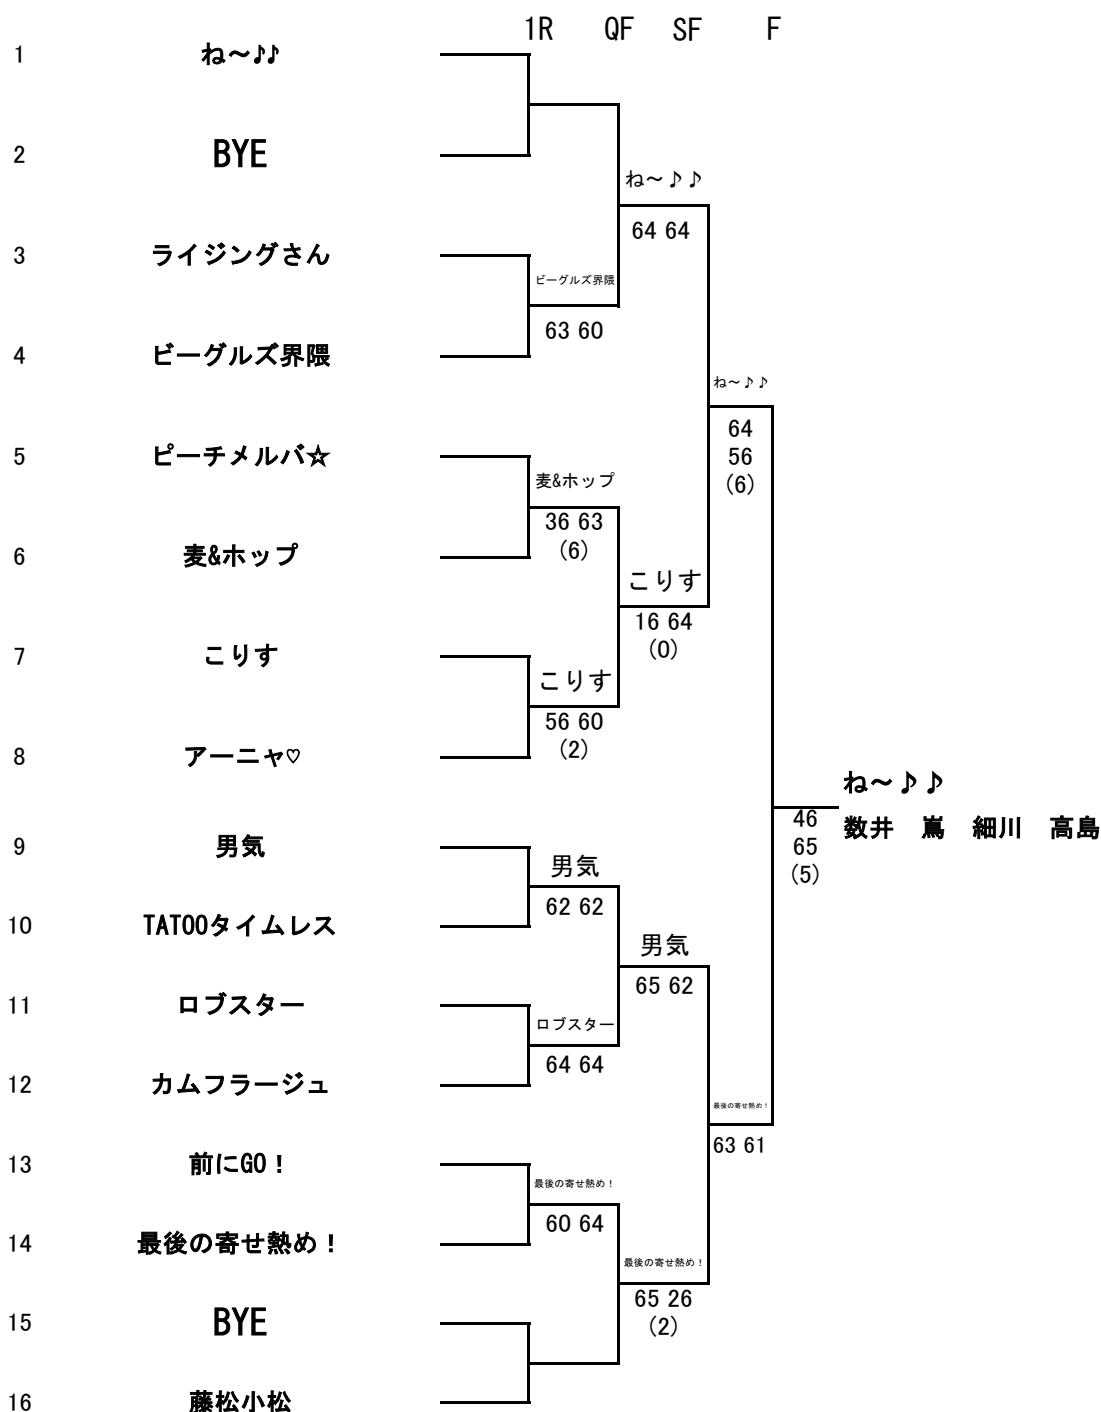 1R QF SF F
1 ね～♪♪
2 BYE
ね～♪♪
64 64
3 ライジングさん
ビーグルズ界隈
63 60
4 ビーグルズ界隈
ね～♪♪
64
56
(6)
5 ピーチメルバ☆
麦&ホップ
36 63
(6)
6 麦&ホップ
こりす
16 64
(0)
7 こりす
こりす
56 60
(2)
8 アーニャ♡
ね～♪♪
46
65
(5)
数井 嶌 細川 高島
9 男気
男気
62 62
10 TATOOタイムレス
男気
65 62
11 ロブスター
ロブスター
64 64
12 カムフラージュ
最後の寄せ熱め！
63 61
13 前にGO！
最後の寄せ熱め！
60 64
14 最後の寄せ熱め！
最後の寄せ熱め！
65 26
(2)
15 BYE
16 藤松小松